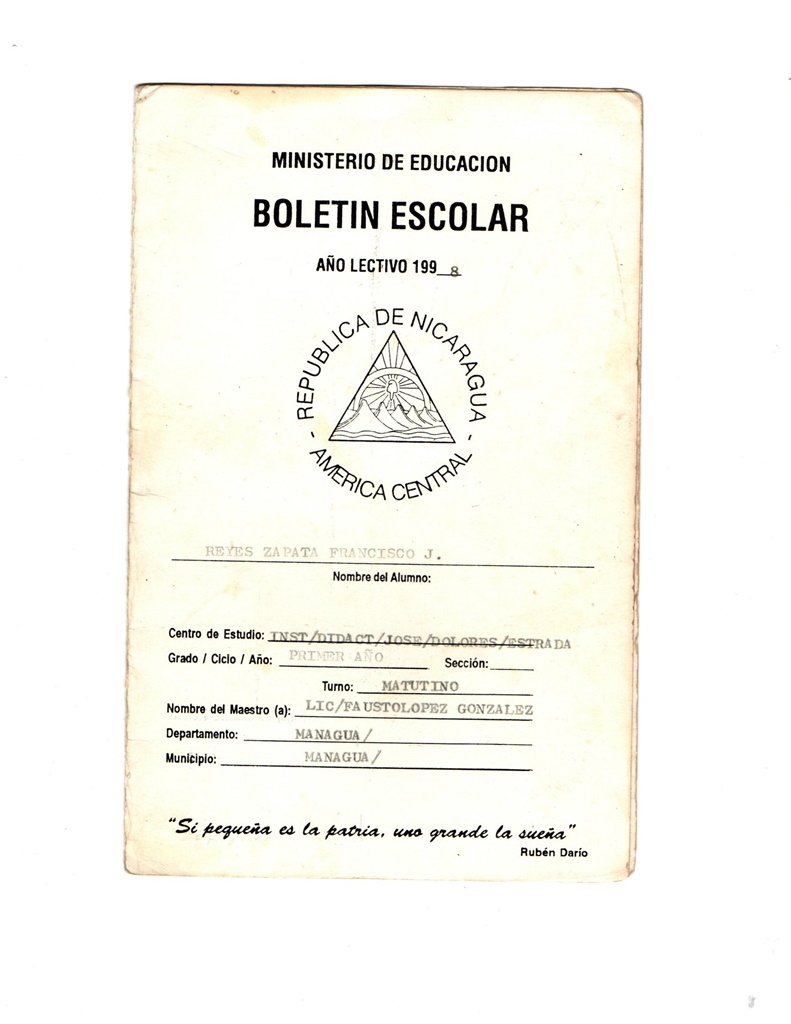 MINISTERIO DE EDUCACION
BOLETIN ESCOLAR
AÑO LECTIVO 199 8
REPUBLICA DE NICARAGUA
- AMERICA CENTRAL -
REYES ZAPATA FRANCISCO J.
Nombre del Alumno:
Centro de Estudio: INST/DIDACT/JOSE/DOLORES/ESTRADA
Grado / Ciclo / Año: PRIMER AÑO Sección:
Turno: MATUTINO
Nombre del Maestro (a): LIC/FAUSTOLOPEZ GONZALEZ
Departamento: MANAGUA/
Municipio: MANAGUA/
"Si pequeña es la patria, uno grande la sueña"
Rubén Darío